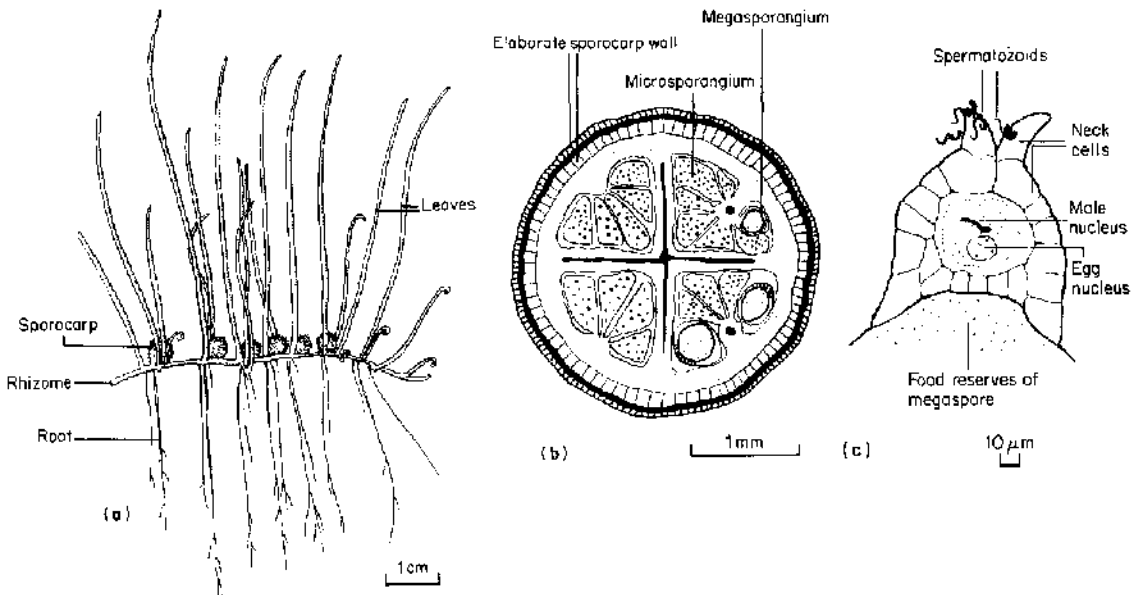 Leaves
Sporocarp
Rhizome
Root
(a)
1cm
Megasporangium
Elaborate sporocarp wall
Microsporangium
(b)
1mm
Spermatozoids
Neck
cells
Male
nucleus
Egg
nucleus
Food reserves of
megaspore
(c)
10 μm